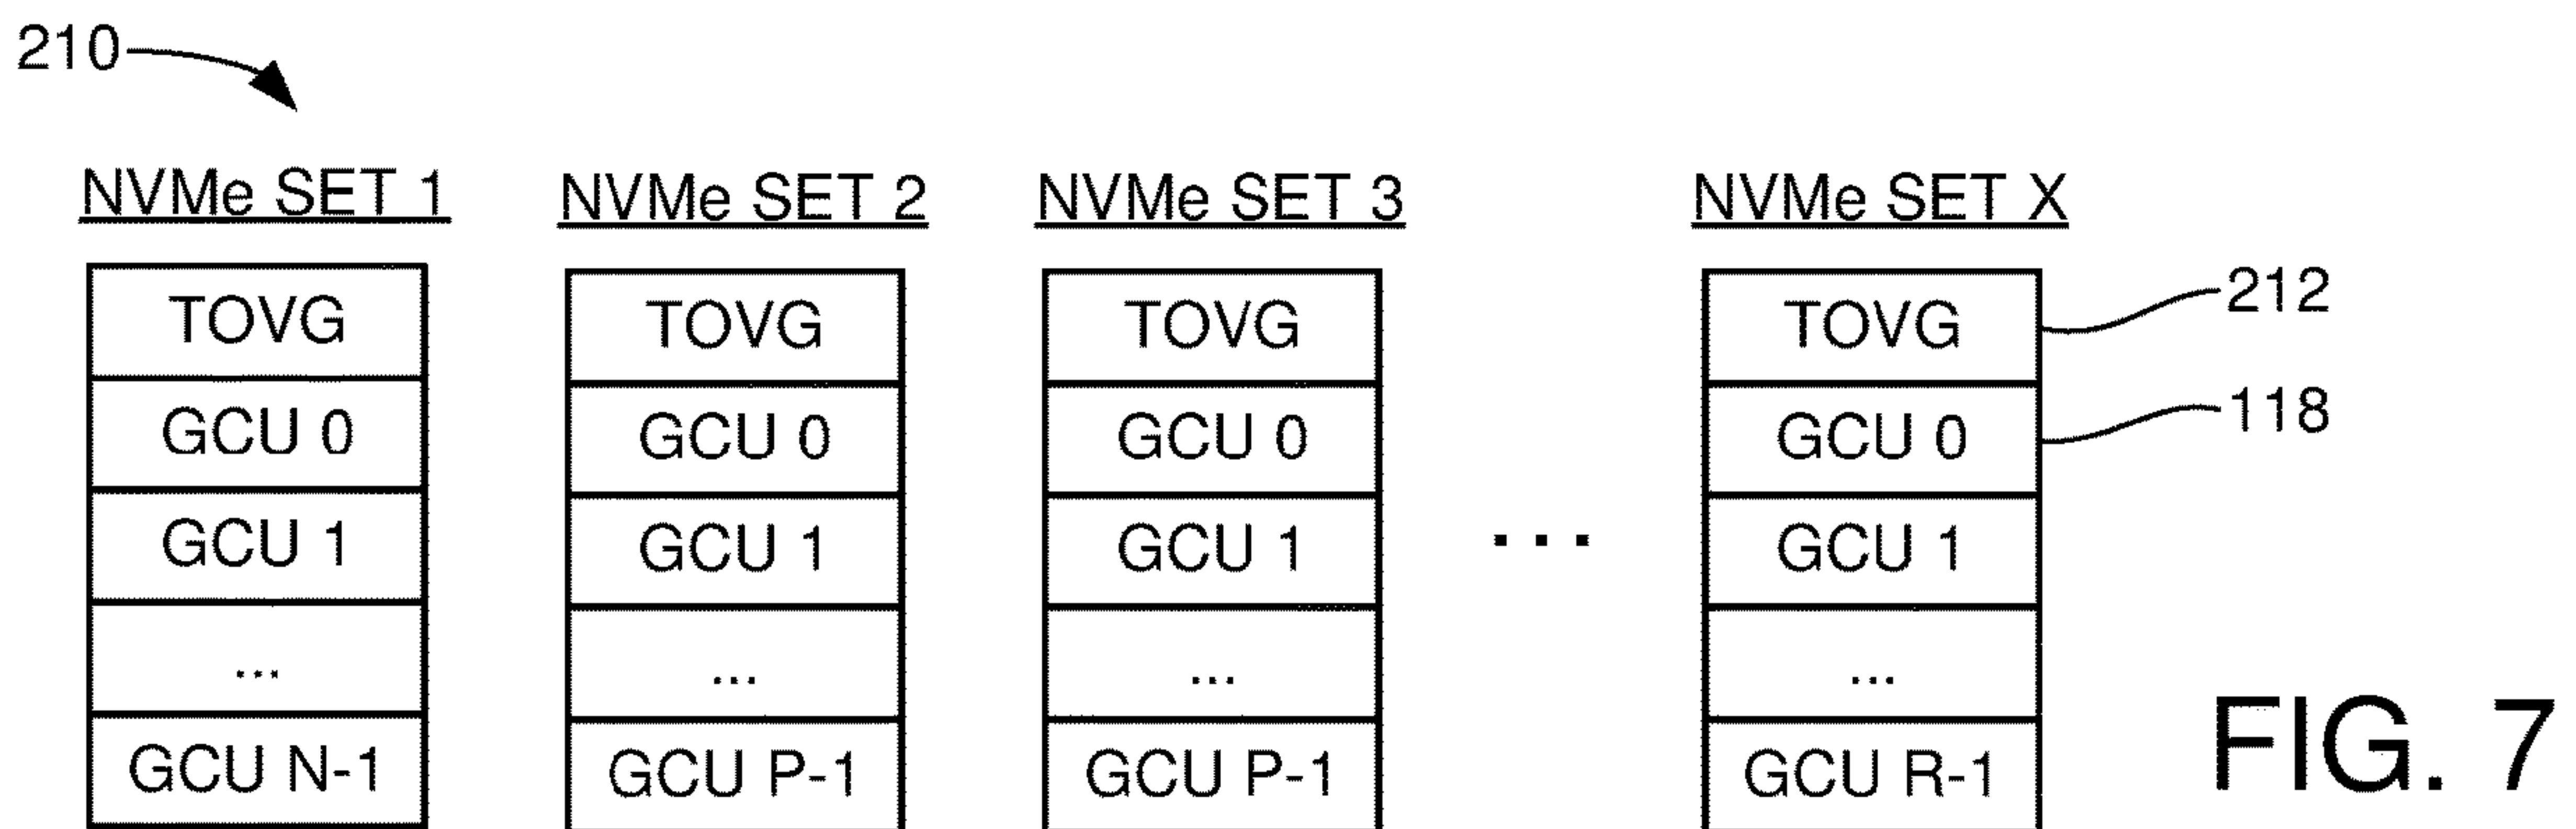 210
NVMe SET 1 NVMe SET 2 NVMe SET 3 NVMe SET X
TOVG TOVG TOVG TOVG 212
GCU 0 GCU 0 GCU 0 GCU 0 118
GCU 1 GCU 1 GCU 1 ... GCU 1
... ... ... ...
GCU N-1 GCU P-1 GCU P-1 GCU R-1
FIG. 7